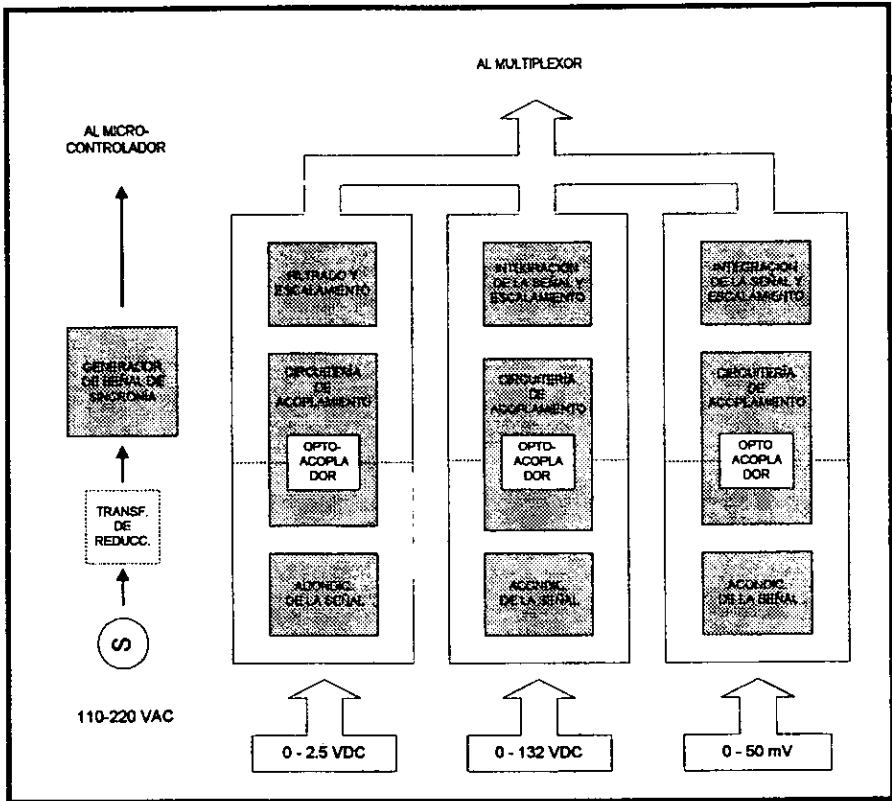 AL MULTIPLEXOR
AL MICRO-
CONTROLADOR
GENERADOR
DE SEÑAL DE
SINCRONIA
TRANSF.
DE
REDUCC.
S
110-220 VAC
FILTRADO Y
ESCALAMIENTO
CIRCUITERÍA
DE
ACOPLAMIENTO
OPTO-
ACOPLA
DOR
ACONDIC.
DE LA SEÑAL
0 - 2.5 VDC
INTEGRACION
DE LA SEÑAL Y
ESCALAMIENTO
CIRCUITERÍA
DE
ACOPLAMIENTO
OPTO-
ACOPLA
DOR
ACONDIC.
DE LA SEÑAL
0 - 132 VDC
INTEGRACION
DE LA SEÑAL Y
ESCALAMIENTO
CIRCUITERÍA
DE
ACOPLAMIENTO
OPTO
ACOPLA
DOR
ACONDIC.
DE LA SEÑAL
0 - 50 mV